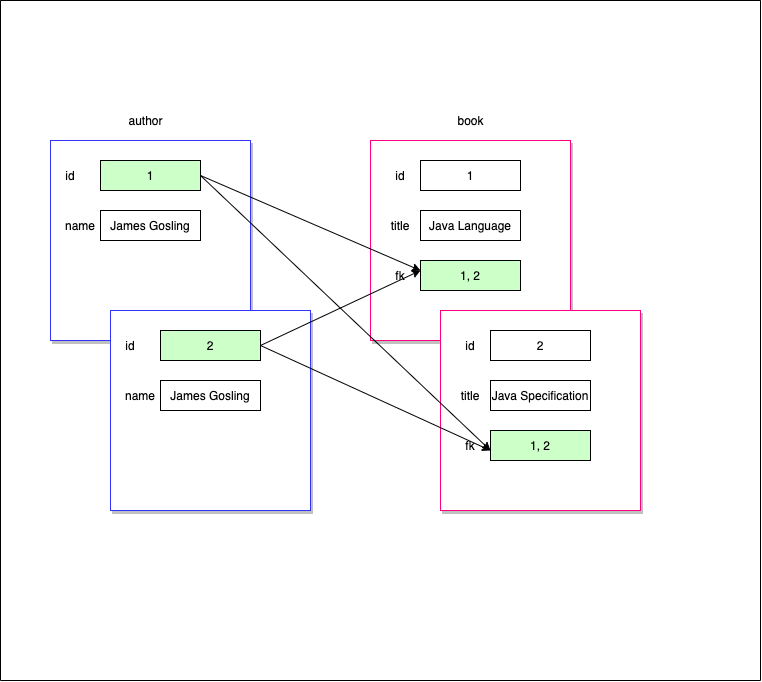 author
id
1
name
James Gosling
id
2
name
James Gosling
book
id
1
title
Java Language
fk
1, 2
id
2
title
Java Specification
fk
1, 2